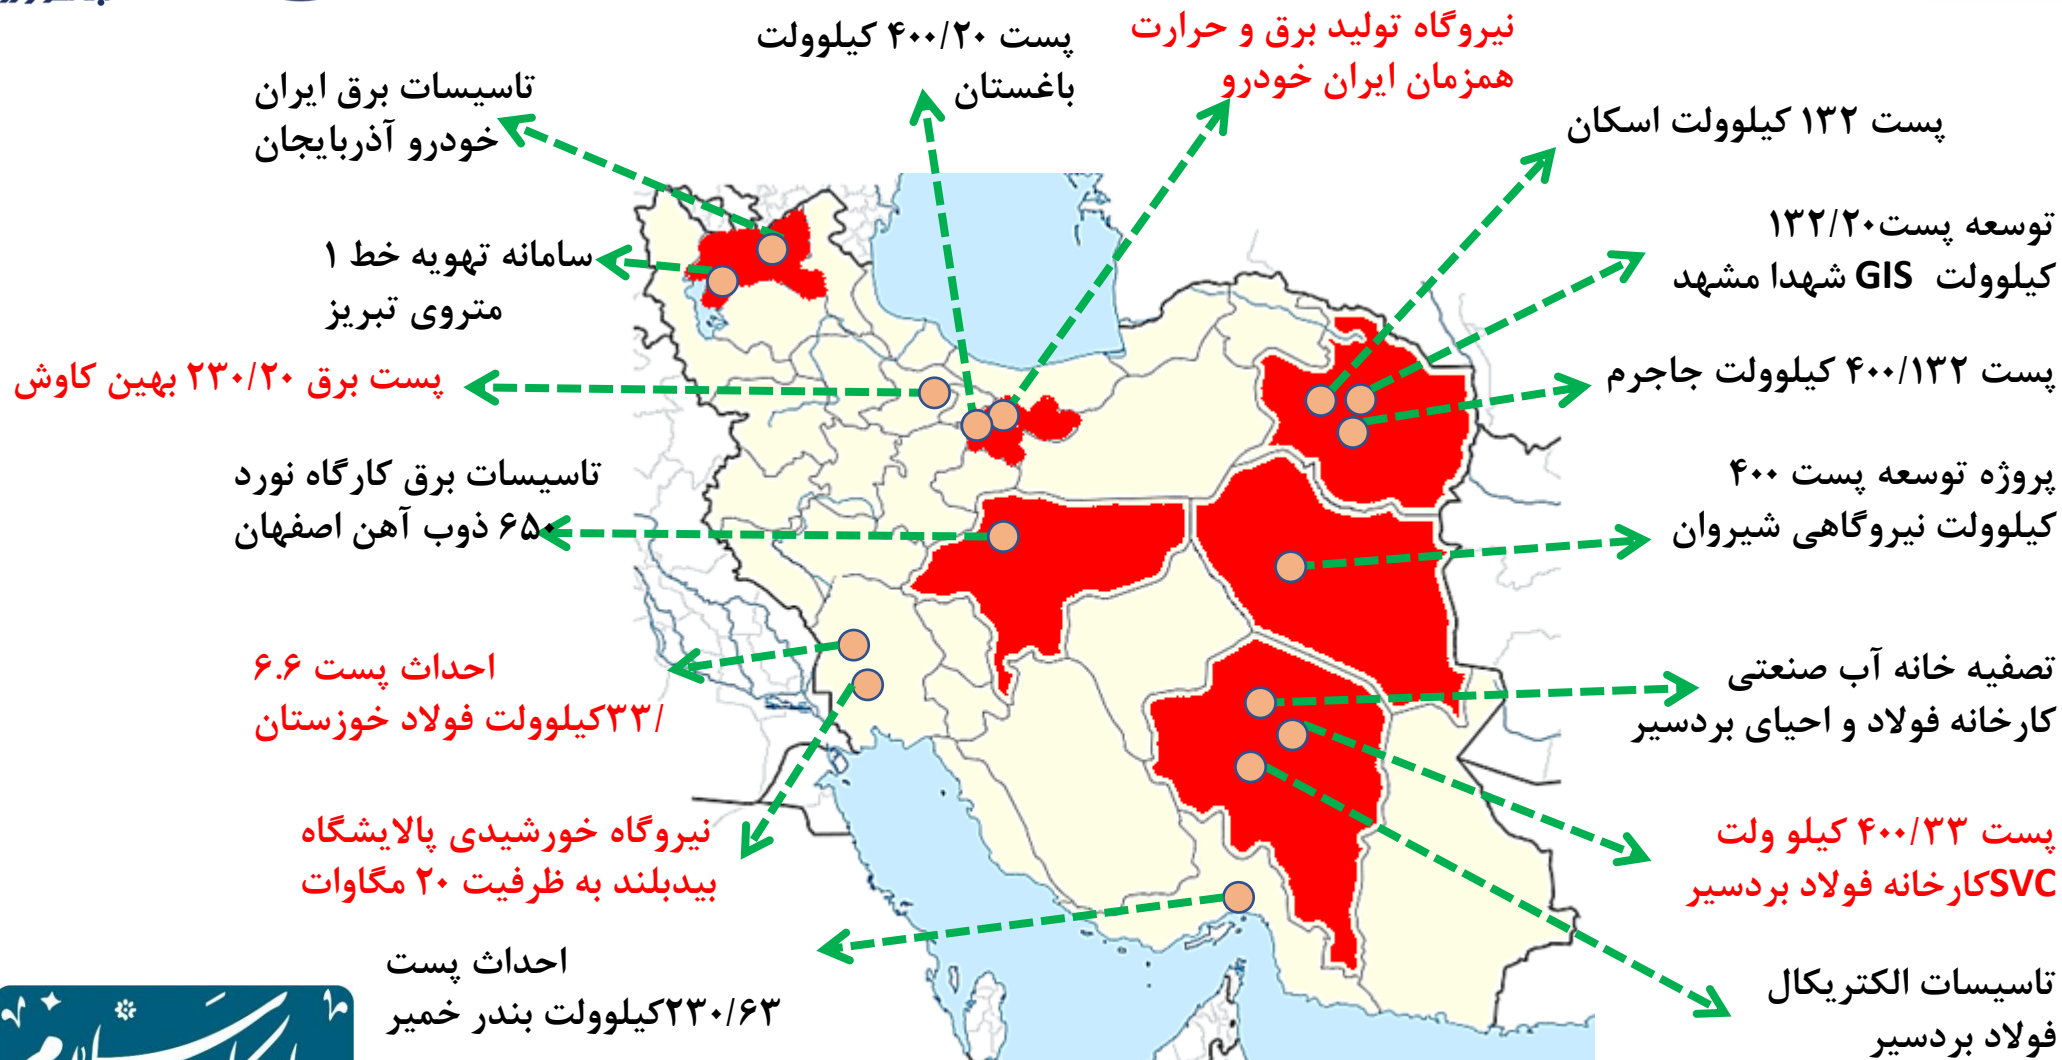 نیروگاه تولید برق و حرارت
همزمان ایران خودرو
پست ۴۰۰/۲۰ کیلوولت
باغستان
تاسیسات برق ایران
خودرو آذربایجان
پست ۱۳۲ کیلوولت اسکان
توسعه پست۱۳۲/۲۰
کیلوولت GIS شهدا مشهد
سامانه تهویه خط ۱
متروی تبریز
پست ۴۰۰/۱۳۲ کیلوولت جاجرم
پست برق ۲۳۰/۲۰ بهین کاوش
پروژه توسعه پست ۴۰۰
کیلوولت نیروگاهی شیروان
تاسیسات برق کارگاه نورد
۶۵۰ ذوب آهن اصفهان
تصفیه خانه آب صنعتی
کارخانه فولاد و احیای بردسیر
احداث پست ۶.۶
/۳۳کیلوولت فولاد خوزستان
پست ۴۰۰/۳۳ کیلو ولت
SVCکارخانه فولاد بردسیر
نیروگاه خورشیدی پالایشگاه
بیدبلند به ظرفیت ۲۰ مگاوات
تاسیسات الکتریکال
فولاد بردسیر
احداث پست
۲۳۰/۶۳کیلوولت بندر خمیر